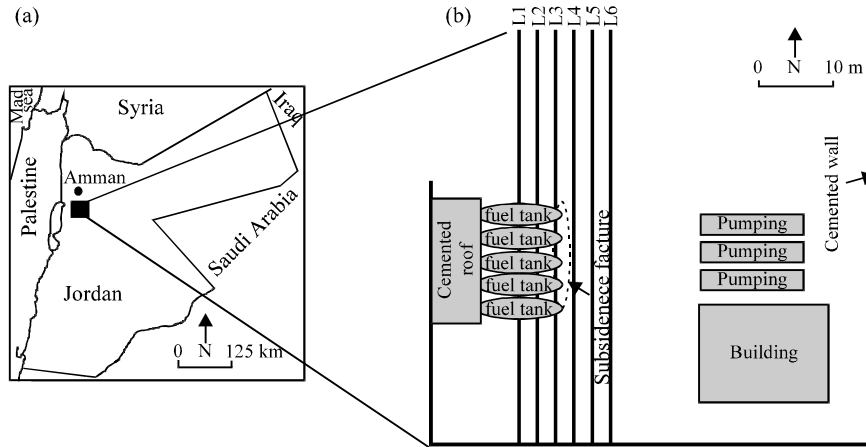 (a)
Mad
sea
Syria
Iraq
Amman
Palestine
Saudi Arabia
Jordan
0 N 125 km
(b)
L1
L2
L3
L4
L5
L6
0 N 10 m
Cemented wall
Cemented
roof
fuel tank
fuel tank
fuel tank
fuel tank
fuel tank
Subsidenece facture
Pumping
Pumping
Pumping
Building